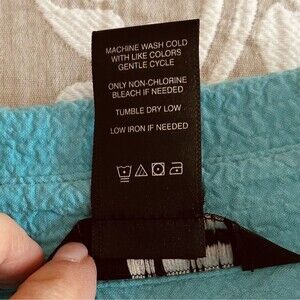 MACHINE WASH COLD
WITH LIKE COLORS
GENTLE CYCLE
ONLY NON-CHLORINE
BLEACH IF NEEDED
TUMBLE DRY LOW
LOW IRON IF NEEDED